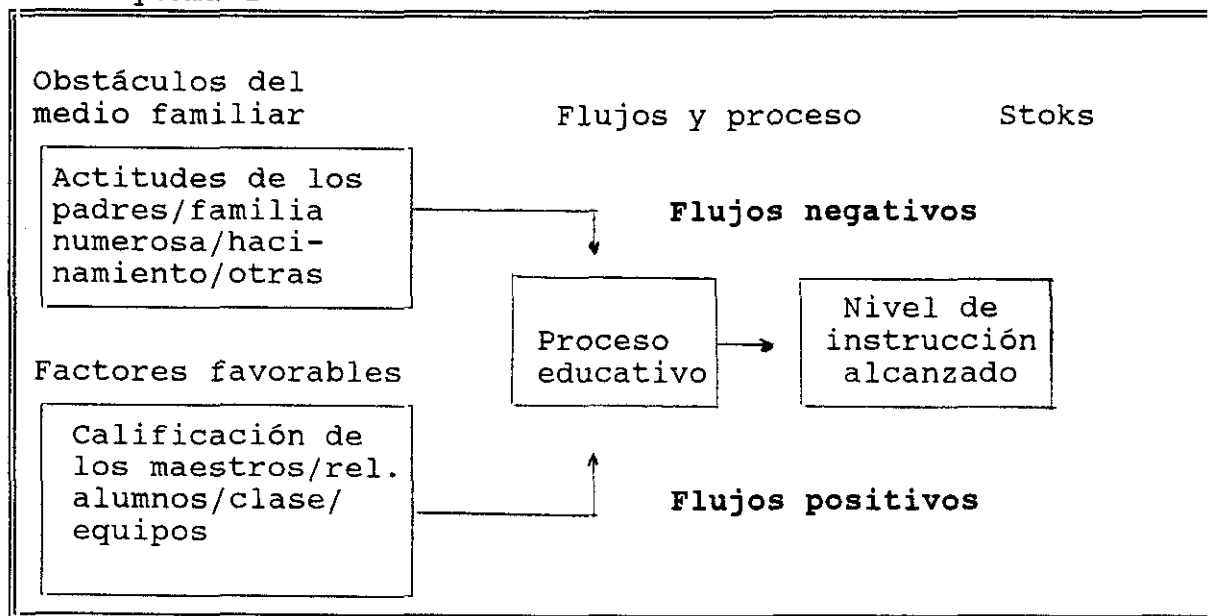 Obstáculos del
medio familiar
Flujos y proceso
Stoks
Actitudes de los
padres/familia
numerosa/haci-
namiento/otras
Flujos negativos
Proceso
educativo
Nivel de
instrucción
alcanzado
Factores favorables
Calificación de
los maestros/rel.
alumnos/clase/
equipos
Flujos positivos